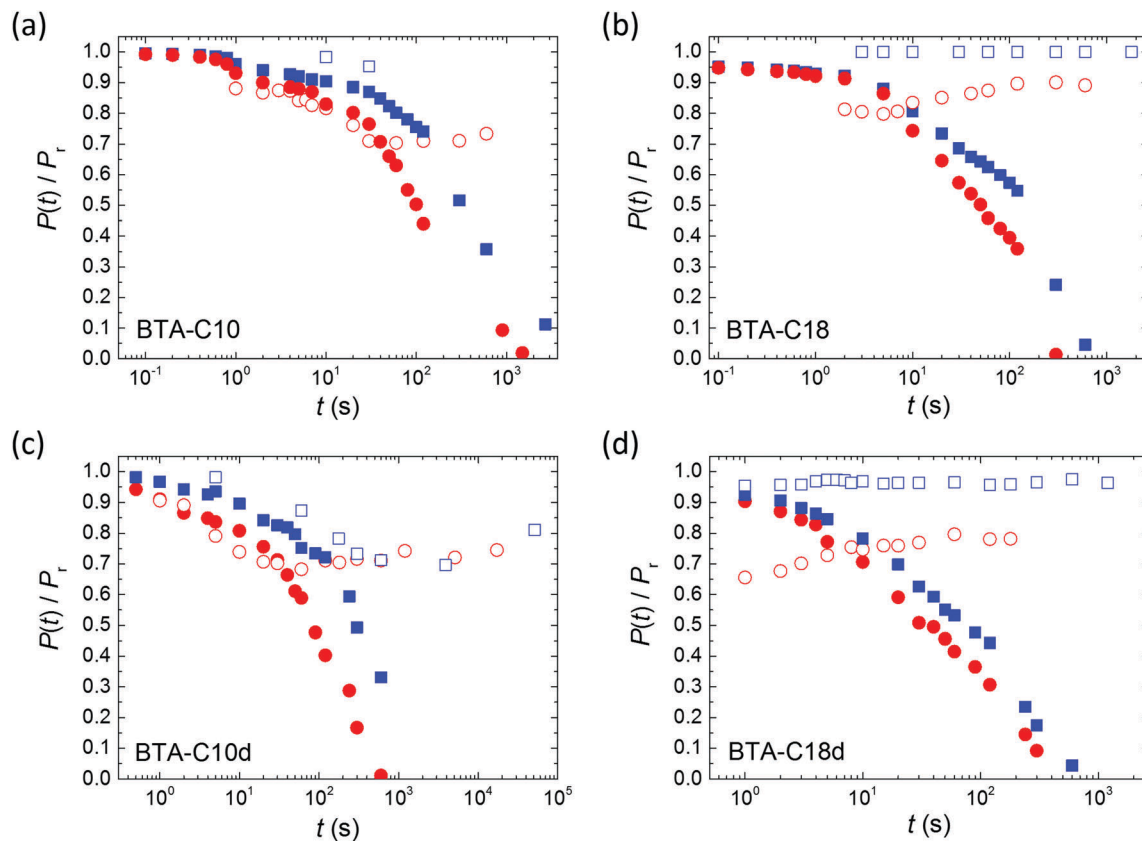 (a)
1.0
0.9
0.8
0.7
0.6
0.5
0.4
0.3
0.2
0.1
0.0
P(t) / Pᵣ
BTA-C10
10⁻¹ 10⁰ 10¹ 10² 10³
t (s)
(b)
1.0
0.9
0.8
0.7
0.6
0.5
0.4
0.3
0.2
0.1
0.0
P(t) / Pᵣ
BTA-C18
10⁻¹ 10⁰ 10¹ 10² 10³
t (s)
(c)
1.0
0.9
0.8
0.7
0.6
0.5
0.4
0.3
0.2
0.1
0.0
P(t) / Pᵣ
BTA-C10d
10⁰ 10¹ 10² 10³ 10⁴ 10⁵
t (s)
(d)
1.0
0.9
0.8
0.7
0.6
0.5
0.4
0.3
0.2
0.1
0.0
P(t) / Pᵣ
BTA-C18d
10⁰ 10¹ 10² 10³
t (s)